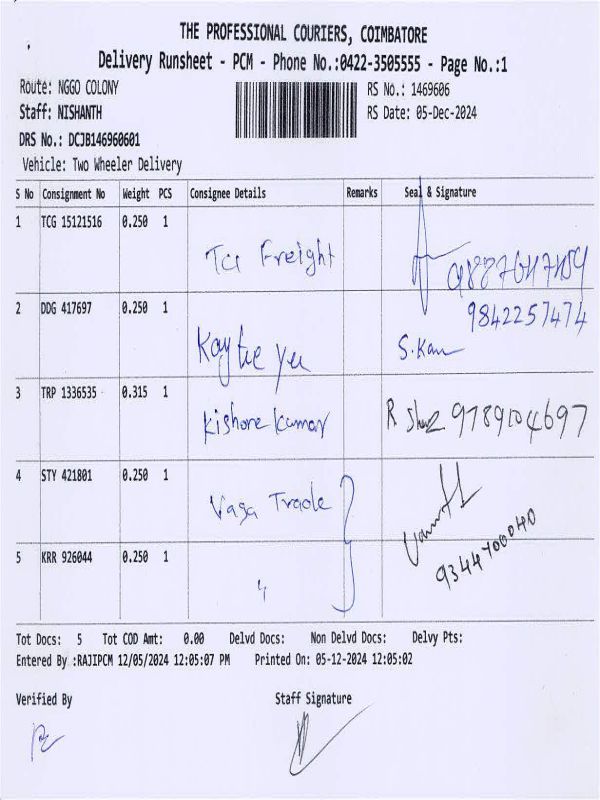 THE PROFESSIONAL COURIERS, COIMBATORE
Delivery Runsheet - PCM - Phone No.:0422-3505555 - Page No.:1
Route: NGGO COLONY
RS No.: 1469606
Staff: NISHANTH
RS Date: 05-Dec-2024
DRS No.: DCJB146960601
Vehicle: Two Wheeler Delivery
S No Consignment No Weight PCS Consignee Details Remarks Seal & Signature
1 TCG 15121516 0.250 1
Freight
2 DDG 417697 0.250 1
9842257474
3 TRP 1336535 0.315 1
Kishore Kumar
9789104697
4 STY 421801 0.250 1
Vaga Trade
5 KRR 926044 0.250 1
"
9344700040
Tot Docs: 5 Tot COD Amt: 0.00 Delvd Docs: Non Delvd Docs: Delvy Pts:
Entered By :RAJIPCM 12/05/2024 12:05:07 PM Printed On: 05-12-2024 12:05:02
Verified By Staff Signature